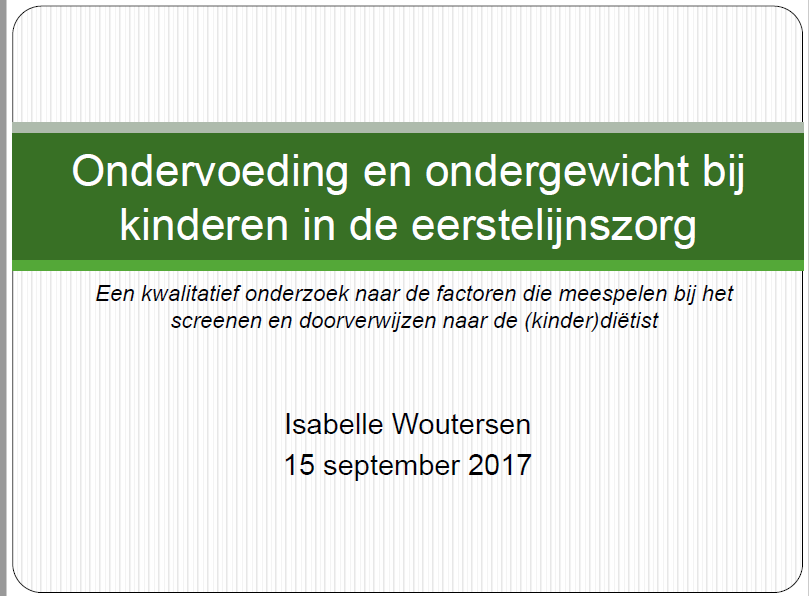 Ondervoeding en ondergewicht bij
kinderen in de eerstelijnszorg
Een kwalitatief onderzoek naar de factoren die meespelen bij het
screenen en doorverwijzen naar de (kinder)diëtist
Isabelle Woutersen
15 september 2017